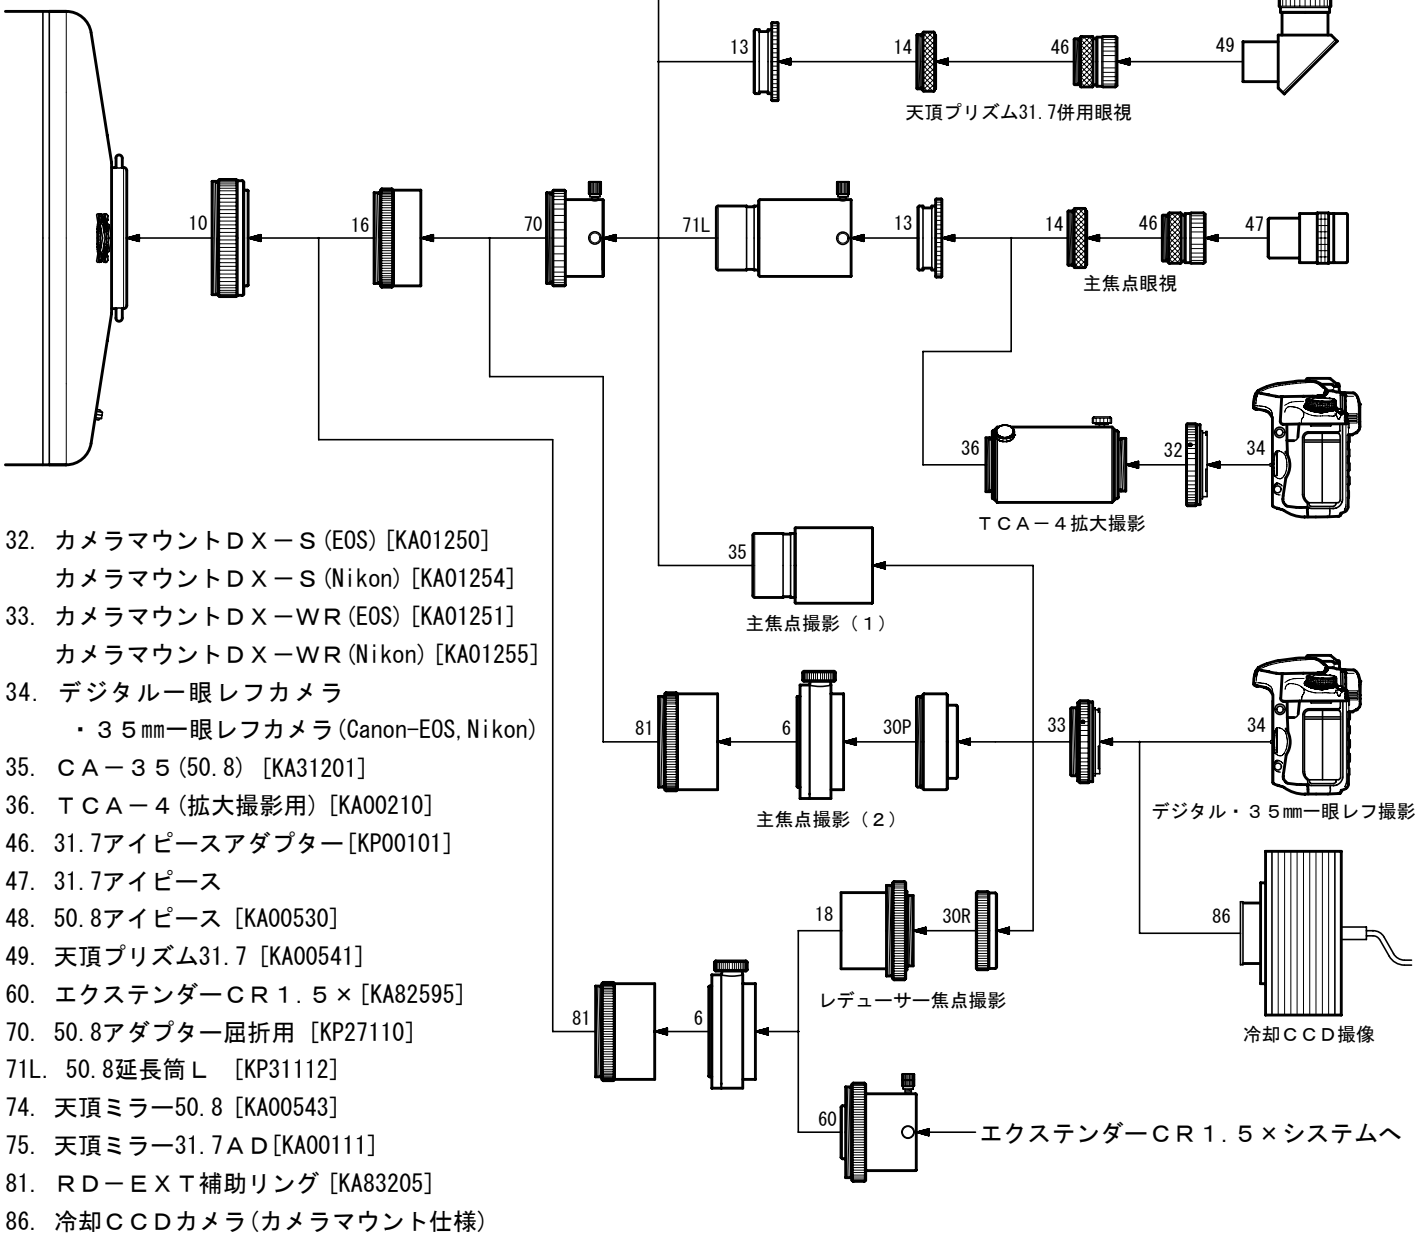 13
14
46
49
天頂プリズム31.7併用眼視
10
16
70
71L
13
14
46
47
主焦点眼視
36
32
34
ＴＣＡ－４拡大撮影
35
主焦点撮影（１）
81
6
30P
33
34
主焦点撮影（２）
デジタル・３５㎜一眼レフ撮影
18
30R
86
レデューサー焦点撮影
冷却ＣＣＤ撮像
81
6
60
エクステンダーＣＲ１.５×システムへ
32. カメラマウントＤＸ－Ｓ(EOS)[KA01250]
カメラマウントＤＸ－Ｓ(Nikon)[KA01254]
33. カメラマウントＤＸ－ＷＲ(EOS)[KA01251]
カメラマウントＤＸ－ＷＲ(Nikon)[KA01255]
34. デジタル一眼レフカメラ
・３５㎜一眼レフカメラ(Canon-EOS,Nikon)
35. ＣＡ－３５(50.8) [KA31201]
36. ＴＣＡ－４(拡大撮影用)[KA00210]
46. 31.7アイピースアダプター[KP00101]
47. 31.7アイピース
48. 50.8アイピース [KA00530]
49. 天頂プリズム31.7 [KA00541]
60. エクステンダーＣＲ１.５×[KA82595]
70. 50.8アダプター屈折用 [KP27110]
71L. 50.8延長筒Ｌ [KP31112]
74. 天頂ミラー50.8 [KA00543]
75. 天頂ミラー31.7ＡＤ[KA00111]
81. ＲＤ－ＥＸＴ補助リング [KA83205]
86. 冷却ＣＣＤカメラ(カメラマウント仕様)